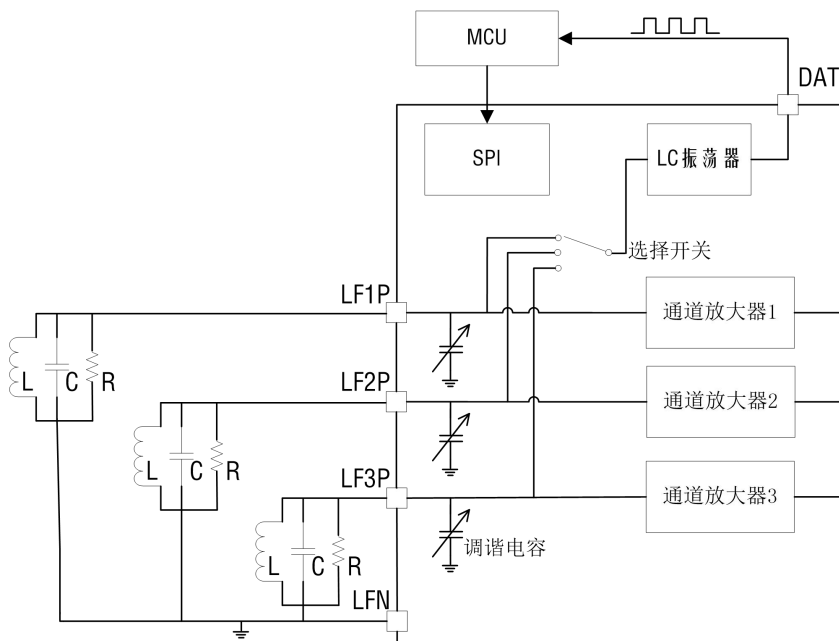 MCU
DAT
SPI
LC振荡器
选择开关
LF1P
通道放大器1
L C R
LF2P
通道放大器2
L C R
LF3P
通道放大器3
调谐电容
L C R
LFN